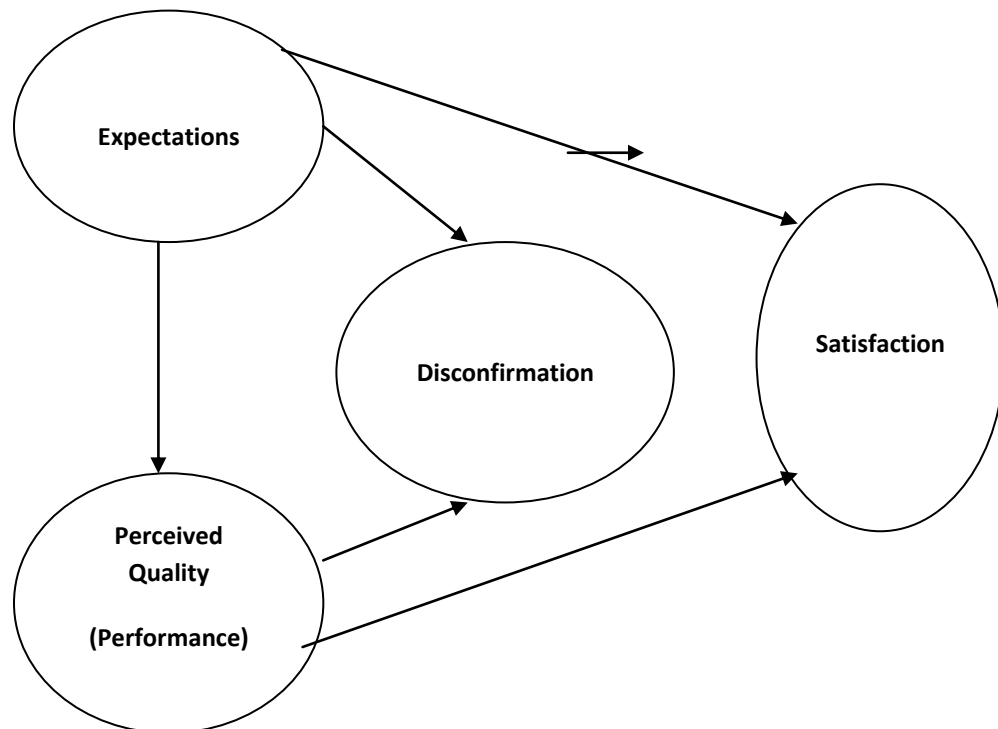 Expectations
Disconfirmation
Satisfaction
Perceived
Quality
(Performance)